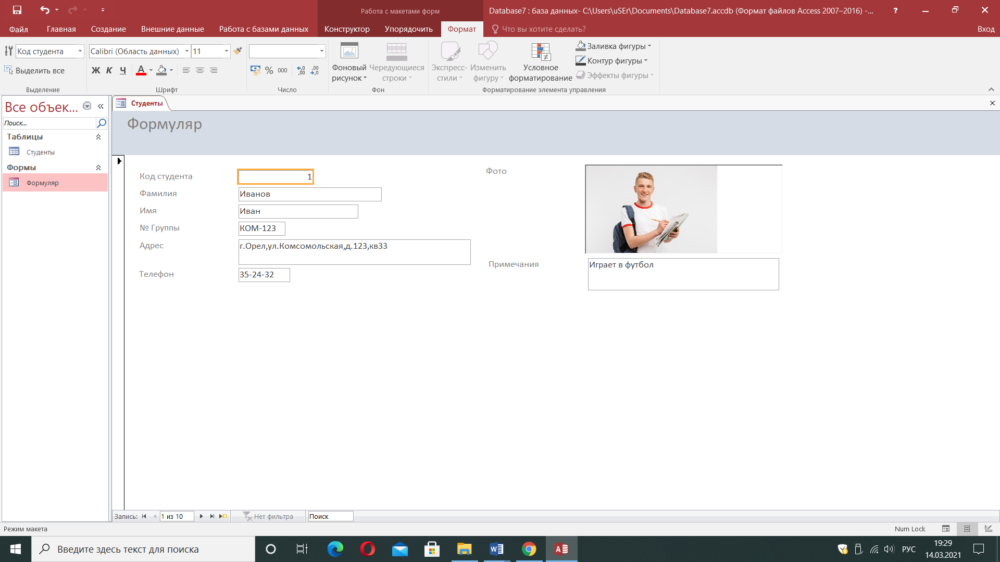 Работа с макетами форм
Database7 : база данных- C:\Users\uSEr\Documents\Database7.accdb (Формат файлов Access 2007–2016) -...
?
Файл Главная Создание Внешние данные Работа с базами данных Конструктор Упорядочить Формат Что вы хотите сделать? Вход
Код студента Calibri (Область данных) 11
Выделить все
Ж К Ч А % 000 ,00 ,00
Фоновый рисунок
Чередующиеся строки
Экспресс-стили
Изменить фигуру
Условное форматирование
Заливка фигуры
Контур фигуры
Эффекты фигуры
Выделение Шрифт Число Фон Форматирование элемента управления
Все объек...
Поиск...
Таблицы
Студенты
Формы
Формуляр
Студенты
Формуляр
Код студента 1
Фамилия Иванов
Имя Иван
№ Группы КОМ-123
Адрес г.Орел,ул.Комсомольская,д.123,кв33
Телефон 35-24-32
Фото
Примечания Играет в футбол
Запись: 1 из 10 Нет фильтра Поиск
Режим макета Num Lock
Введите здесь текст для поиска
РУС 19:29
14.03.2021